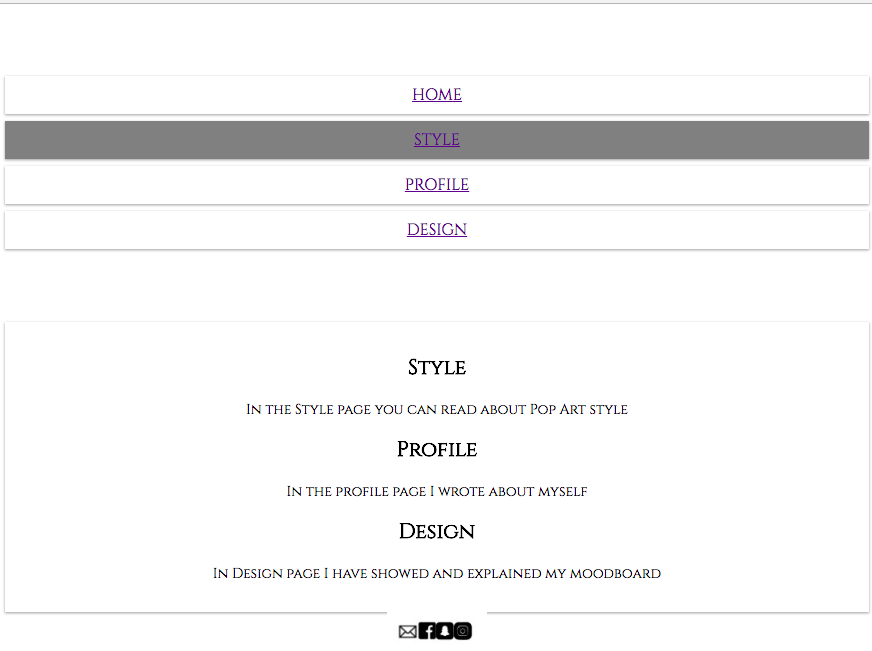 HOME
STYLE
PROFILE
DESIGN
Style
In the Style page you can read about Pop Art style
Profile
In the profile page I wrote about myself
Design
In Design page I have showed and explained my moodboard